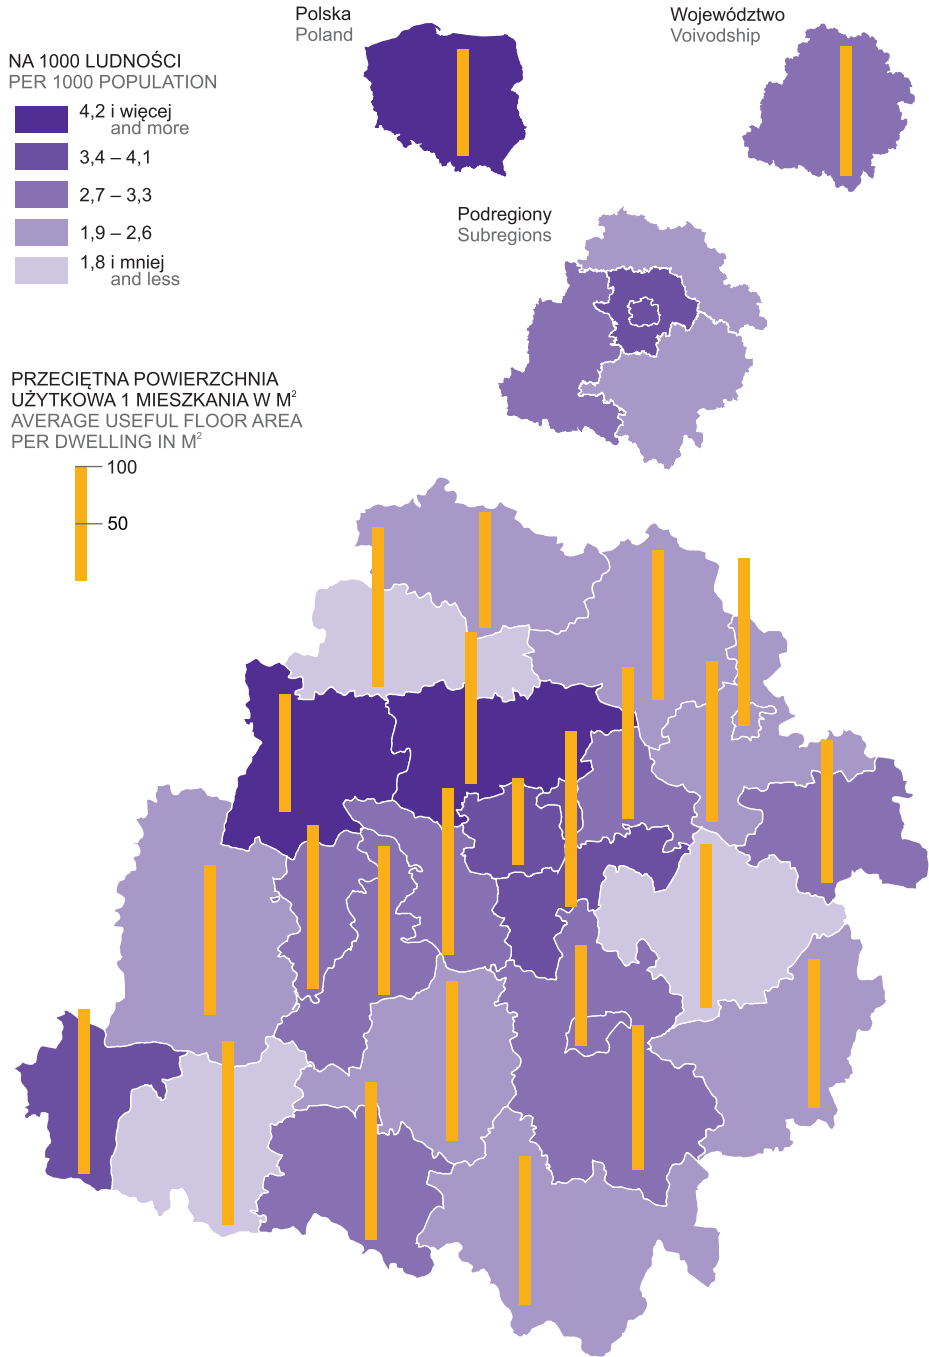 Polska
Poland
Województwo
Voivodship
NA 1000 LUDNOŚCI
PER 1000 POPULATION
4,2 i więcej
and more
3,4 – 4,1
2,7 – 3,3
1,9 – 2,6
1,8 i mniej
and less
Podregiony
Subregions
PRZECIĘTNA POWIERZCHNIA
UŻYTKOWA 1 MIESZKANIA W M²
AVERAGE USEFUL FLOOR AREA
PER DWELLING IN M²
100
50